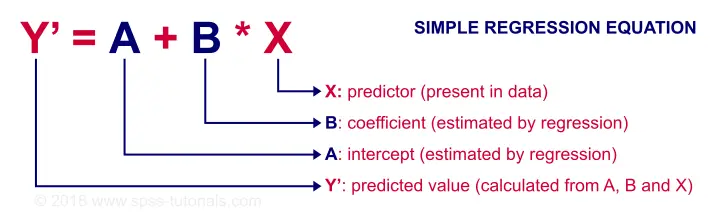 Y’ = A + B * X
SIMPLE REGRESSION EQUATION
X: predictor (present in data)
B: coefficient (estimated by regression)
A: intercept (estimated by regression)
Y’: predicted value (calculated from A, B and X)
© 2016 www.spss-tutorials.com